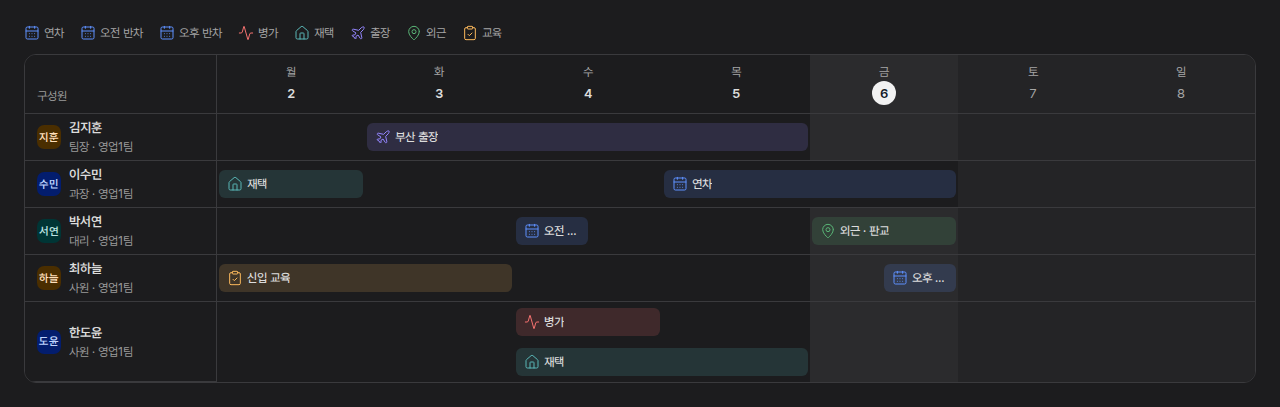 연차 오전 반차 오후 반차 병가 재택 출장 외근 교육
구성원 월 화 수 목 금 토 일
2 3 4 5 6 7 8
지훈 김지훈
팀장 · 영업1팀
부산 출장
수민 이수민
과장 · 영업1팀
재택 연차
서연 박서연
대리 · 영업1팀
오전 ... 외근 · 판교
하늘 최하늘
사원 · 영업1팀
신입 교육 오후 ...
도윤 한도윤
사원 · 영업1팀
병가
재택